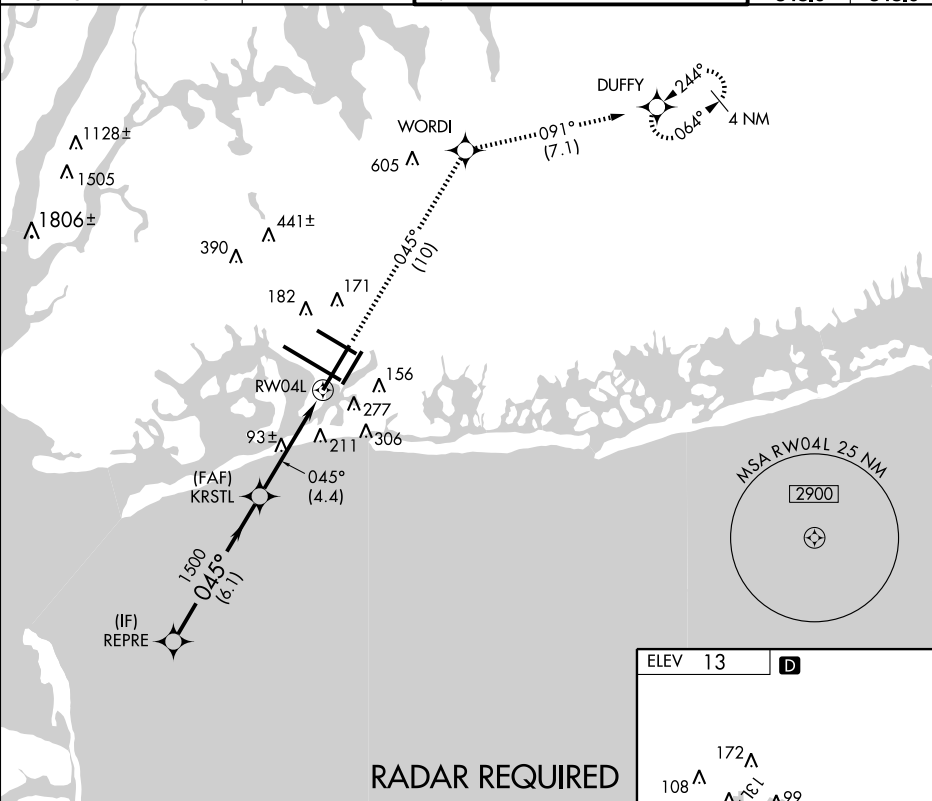 DUFFY
244°
064°
4 NM
WORDI
091°
(7.1)
605
1128±
1505
1806±
441±
390
045°
(10)
182
171
RW04L
156
277
93±
211
306
(FAF)
KRSTL
045°
(4.4)
MSA RW04L 25 NM
2900
1500
045°
(6.1)
(IF)
REPRE
ELEV 13
D
RADAR REQUIRED
172
108
13L
99